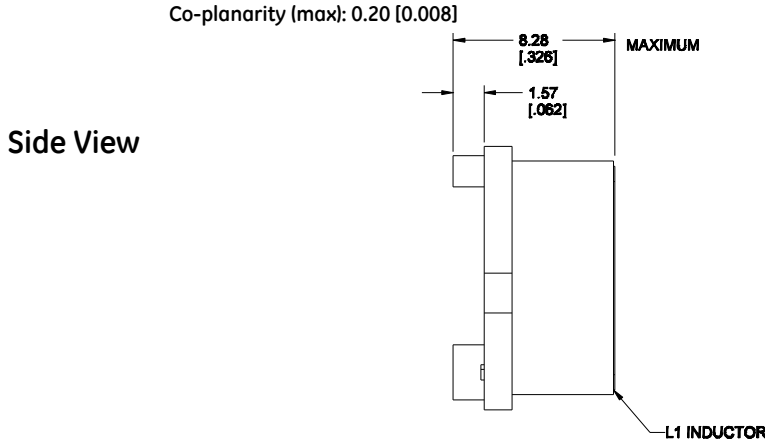 Co-planarity (max): 0.20 [0.008]
8.28
[.326]
MAXIMUM
1.57
[.062]
Side View
L1 INDUCTOR